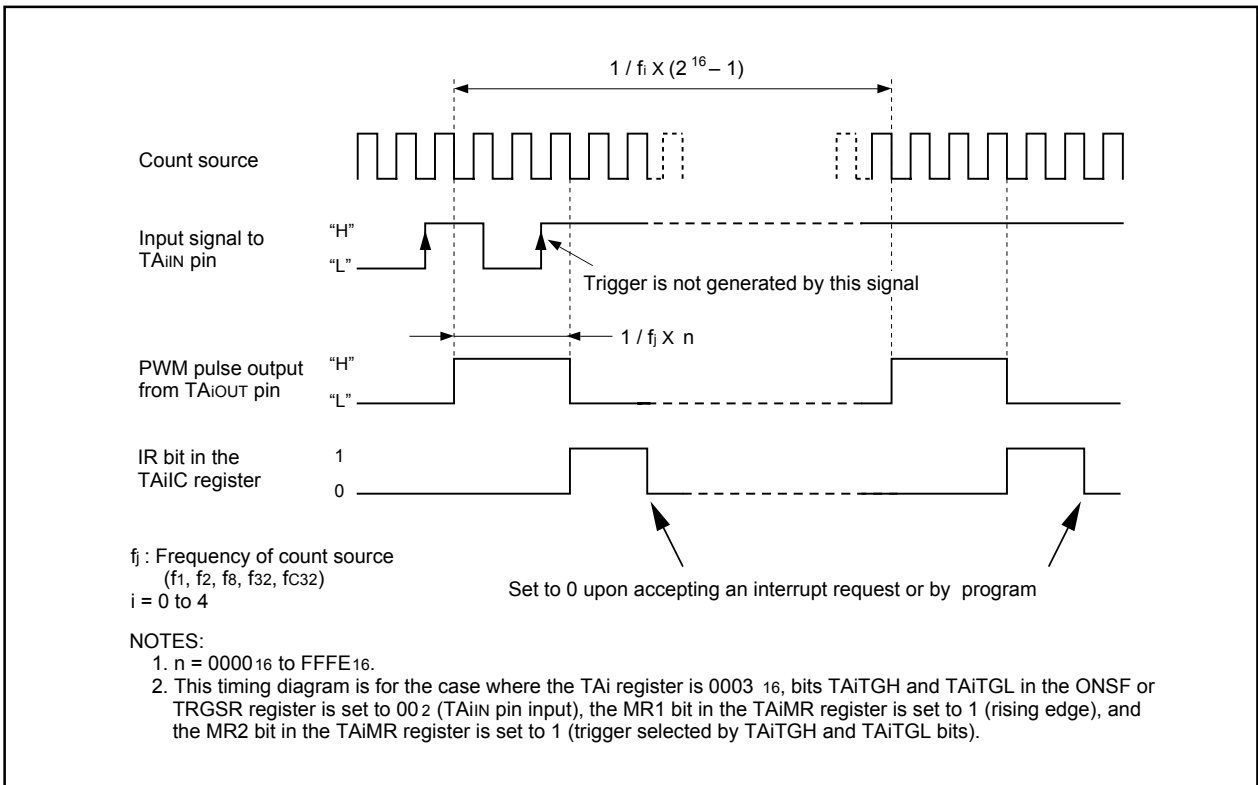 1 / fi X (2 16 – 1)
Count source
Input signal to
TAiIN pin
“H”
“L”
Trigger is not generated by this signal
1 / fj X n
PWM pulse output
from TAiOUT pin
“H”
“L”
IR bit in the
TAiIC register
1
0
fj : Frequency of count source
(f1, f2, f8, f32, fC32)
i = 0 to 4
Set to 0 upon accepting an interrupt request or by program
NOTES:
1. n = 0000 16 to FFFE16.
2. This timing diagram is for the case where the TAi register is 0003 16, bits TAiTGH and TAiTGL in the ONSF or
TRGSR register is set to 00 2 (TAiIN pin input), the MR1 bit in the TAiMR register is set to 1 (rising edge), and
the MR2 bit in the TAiMR register is set to 1 (trigger selected by TAiTGH and TAiTGL bits).